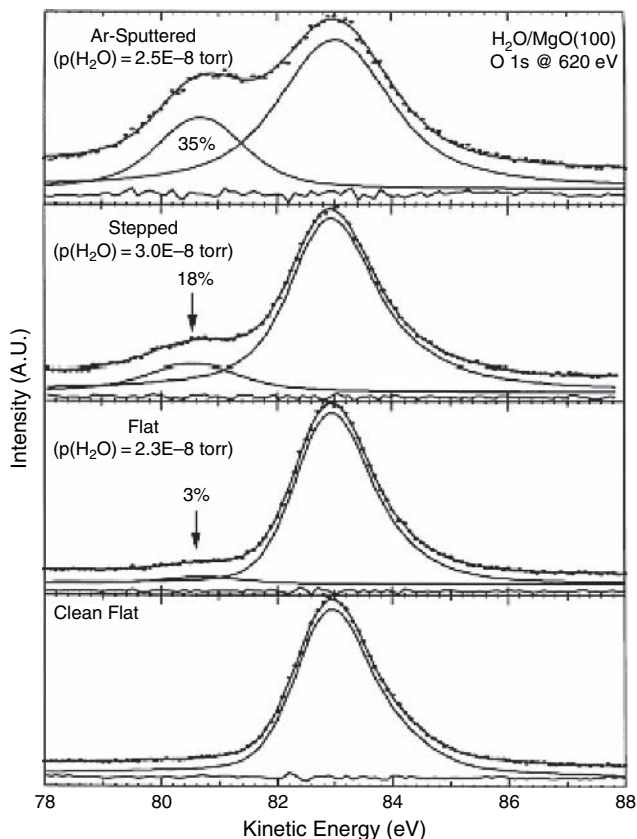 Ar-Sputtered
(p(H₂O) = 2.5E–8 torr)
H₂O/MgO(100)
O 1s @ 620 eV
35%
Stepped
(p(H₂O) = 3.0E–8 torr)
18%
Flat
(p(H₂O) = 2.3E–8 torr)
3%
Clean Flat
Intensity (A.U.)
78 80 82 84 86 88
Kinetic Energy (eV)